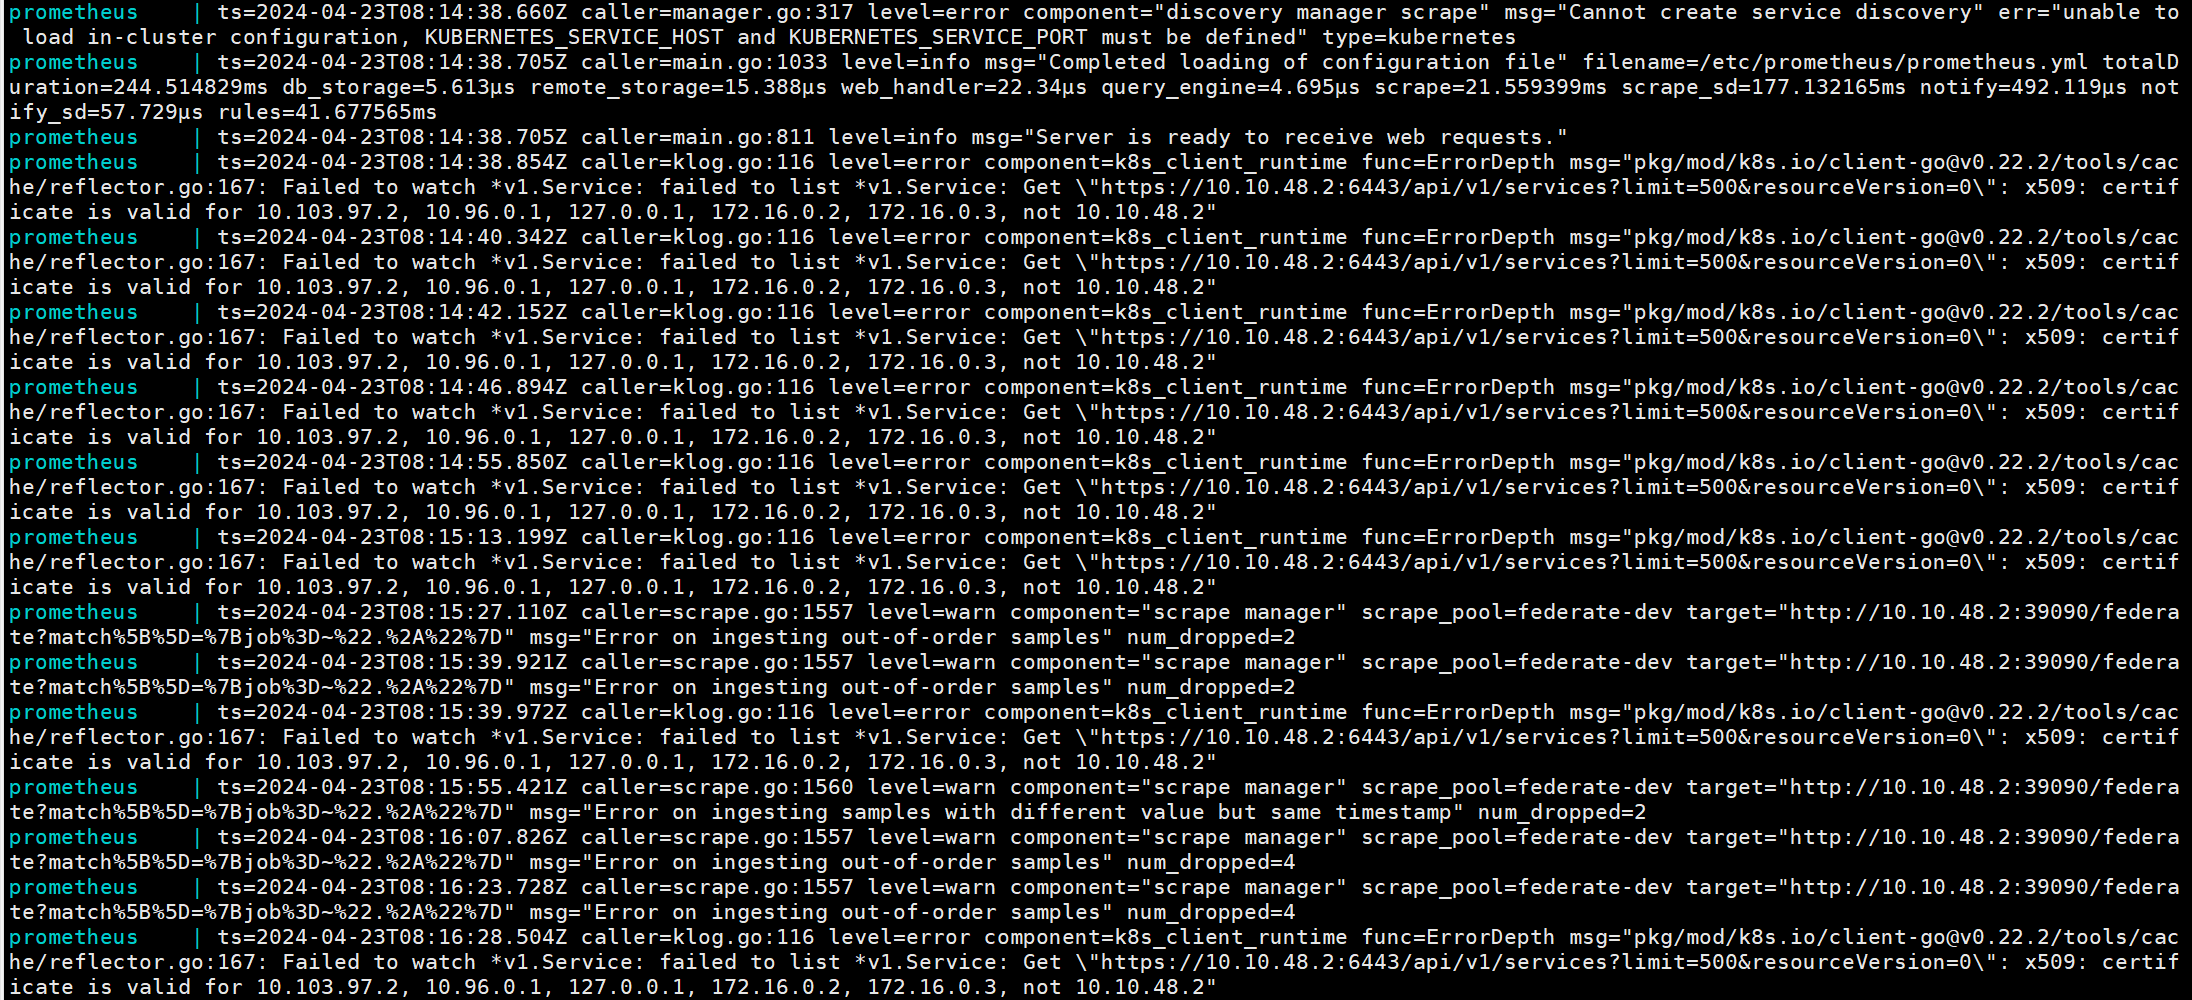 prometheus    | ts=2024-04-23T08:14:38.660Z caller=manager.go:317 level=error component="discovery manager scrape" msg="Cannot create service discovery" err="unable to
 load in-cluster configuration, KUBERNETES_SERVICE_HOST and KUBERNETES_SERVICE_PORT must be defined" type=kubernetes
prometheus    | ts=2024-04-23T08:14:38.705Z caller=main.go:1033 level=info msg="Completed loading of configuration file" filename=/etc/prometheus/prometheus.yml totalD
uration=244.514829ms db_storage=5.613µs remote_storage=15.388µs web_handler=22.34µs query_engine=4.695µs scrape=21.559399ms scrape_sd=177.132165ms notify=492.119µs not
ify_sd=57.729µs rules=41.677565ms
prometheus    | ts=2024-04-23T08:14:38.705Z caller=main.go:811 level=info msg="Server is ready to receive web requests."
prometheus    | ts=2024-04-23T08:14:38.854Z caller=klog.go:116 level=error component=k8s_client_runtime func=ErrorDepth msg="pkg/mod/k8s.io/client-go@v0.22.2/tools/cac
he/reflector.go:167: Failed to watch *v1.Service: failed to list *v1.Service: Get \"https://10.10.48.2:6443/api/v1/services?limit=500&resourceVersion=0\": x509: certif
icate is valid for 10.103.97.2, 10.96.0.1, 127.0.0.1, 172.16.0.2, 172.16.0.3, not 10.10.48.2"
prometheus    | ts=2024-04-23T08:14:40.342Z caller=klog.go:116 level=error component=k8s_client_runtime func=ErrorDepth msg="pkg/mod/k8s.io/client-go@v0.22.2/tools/cac
he/reflector.go:167: Failed to watch *v1.Service: failed to list *v1.Service: Get \"https://10.10.48.2:6443/api/v1/services?limit=500&resourceVersion=0\": x509: certif
icate is valid for 10.103.97.2, 10.96.0.1, 127.0.0.1, 172.16.0.2, 172.16.0.3, not 10.10.48.2"
prometheus    | ts=2024-04-23T08:14:42.152Z caller=klog.go:116 level=error component=k8s_client_runtime func=ErrorDepth msg="pkg/mod/k8s.io/client-go@v0.22.2/tools/cac
he/reflector.go:167: Failed to watch *v1.Service: failed to list *v1.Service: Get \"https://10.10.48.2:6443/api/v1/services?limit=500&resourceVersion=0\": x509: certif
icate is valid for 10.103.97.2, 10.96.0.1, 127.0.0.1, 172.16.0.2, 172.16.0.3, not 10.10.48.2"
prometheus    | ts=2024-04-23T08:14:46.894Z caller=klog.go:116 level=error component=k8s_client_runtime func=ErrorDepth msg="pkg/mod/k8s.io/client-go@v0.22.2/tools/cac
he/reflector.go:167: Failed to watch *v1.Service: failed to list *v1.Service: Get \"https://10.10.48.2:6443/api/v1/services?limit=500&resourceVersion=0\": x509: certif
icate is valid for 10.103.97.2, 10.96.0.1, 127.0.0.1, 172.16.0.2, 172.16.0.3, not 10.10.48.2"
prometheus    | ts=2024-04-23T08:14:55.850Z caller=klog.go:116 level=error component=k8s_client_runtime func=ErrorDepth msg="pkg/mod/k8s.io/client-go@v0.22.2/tools/cac
he/reflector.go:167: Failed to watch *v1.Service: failed to list *v1.Service: Get \"https://10.10.48.2:6443/api/v1/services?limit=500&resourceVersion=0\": x509: certif
icate is valid for 10.103.97.2, 10.96.0.1, 127.0.0.1, 172.16.0.2, 172.16.0.3, not 10.10.48.2"
prometheus    | ts=2024-04-23T08:15:13.199Z caller=klog.go:116 level=error component=k8s_client_runtime func=ErrorDepth msg="pkg/mod/k8s.io/client-go@v0.22.2/tools/cac
he/reflector.go:167: Failed to watch *v1.Service: failed to list *v1.Service: Get \"https://10.10.48.2:6443/api/v1/services?limit=500&resourceVersion=0\": x509: certif
icate is valid for 10.103.97.2, 10.96.0.1, 127.0.0.1, 172.16.0.2, 172.16.0.3, not 10.10.48.2"
prometheus    | ts=2024-04-23T08:15:27.110Z caller=scrape.go:1557 level=warn component="scrape manager" scrape_pool=federate-dev target="http://10.10.48.2:39090/federa
te?match%5B%5D=%7Bjob%3D~%22.%2A%22%7D" msg="Error on ingesting out-of-order samples" num_dropped=2
prometheus    | ts=2024-04-23T08:15:39.921Z caller=scrape.go:1557 level=warn component="scrape manager" scrape_pool=federate-dev target="http://10.10.48.2:39090/federa
te?match%5B%5D=%7Bjob%3D~%22.%2A%22%7D" msg="Error on ingesting out-of-order samples" num_dropped=2
prometheus    | ts=2024-04-23T08:15:39.972Z caller=klog.go:116 level=error component=k8s_client_runtime func=ErrorDepth msg="pkg/mod/k8s.io/client-go@v0.22.2/tools/cac
he/reflector.go:167: Failed to watch *v1.Service: failed to list *v1.Service: Get \"https://10.10.48.2:6443/api/v1/services?limit=500&resourceVersion=0\": x509: certif
icate is valid for 10.103.97.2, 10.96.0.1, 127.0.0.1, 172.16.0.2, 172.16.0.3, not 10.10.48.2"
prometheus    | ts=2024-04-23T08:15:55.421Z caller=scrape.go:1560 level=warn component="scrape manager" scrape_pool=federate-dev target="http://10.10.48.2:39090/federa
te?match%5B%5D=%7Bjob%3D~%22.%2A%22%7D" msg="Error on ingesting samples with different value but same timestamp" num_dropped=2
prometheus    | ts=2024-04-23T08:16:07.826Z caller=scrape.go:1557 level=warn component="scrape manager" scrape_pool=federate-dev target="http://10.10.48.2:39090/federa
te?match%5B%5D=%7Bjob%3D~%22.%2A%22%7D" msg="Error on ingesting out-of-order samples" num_dropped=4
prometheus    | ts=2024-04-23T08:16:23.728Z caller=scrape.go:1557 level=warn component="scrape manager" scrape_pool=federate-dev target="http://10.10.48.2:39090/federa
te?match%5B%5D=%7Bjob%3D~%22.%2A%22%7D" msg="Error on ingesting out-of-order samples" num_dropped=4
prometheus    | ts=2024-04-23T08:16:28.504Z caller=klog.go:116 level=error component=k8s_client_runtime func=ErrorDepth msg="pkg/mod/k8s.io/client-go@v0.22.2/tools/cac
he/reflector.go:167: Failed to watch *v1.Service: failed to list *v1.Service: Get \"https://10.10.48.2:6443/api/v1/services?limit=500&resourceVersion=0\": x509: certif
icate is valid for 10.103.97.2, 10.96.0.1, 127.0.0.1, 172.16.0.2, 172.16.0.3, not 10.10.48.2"